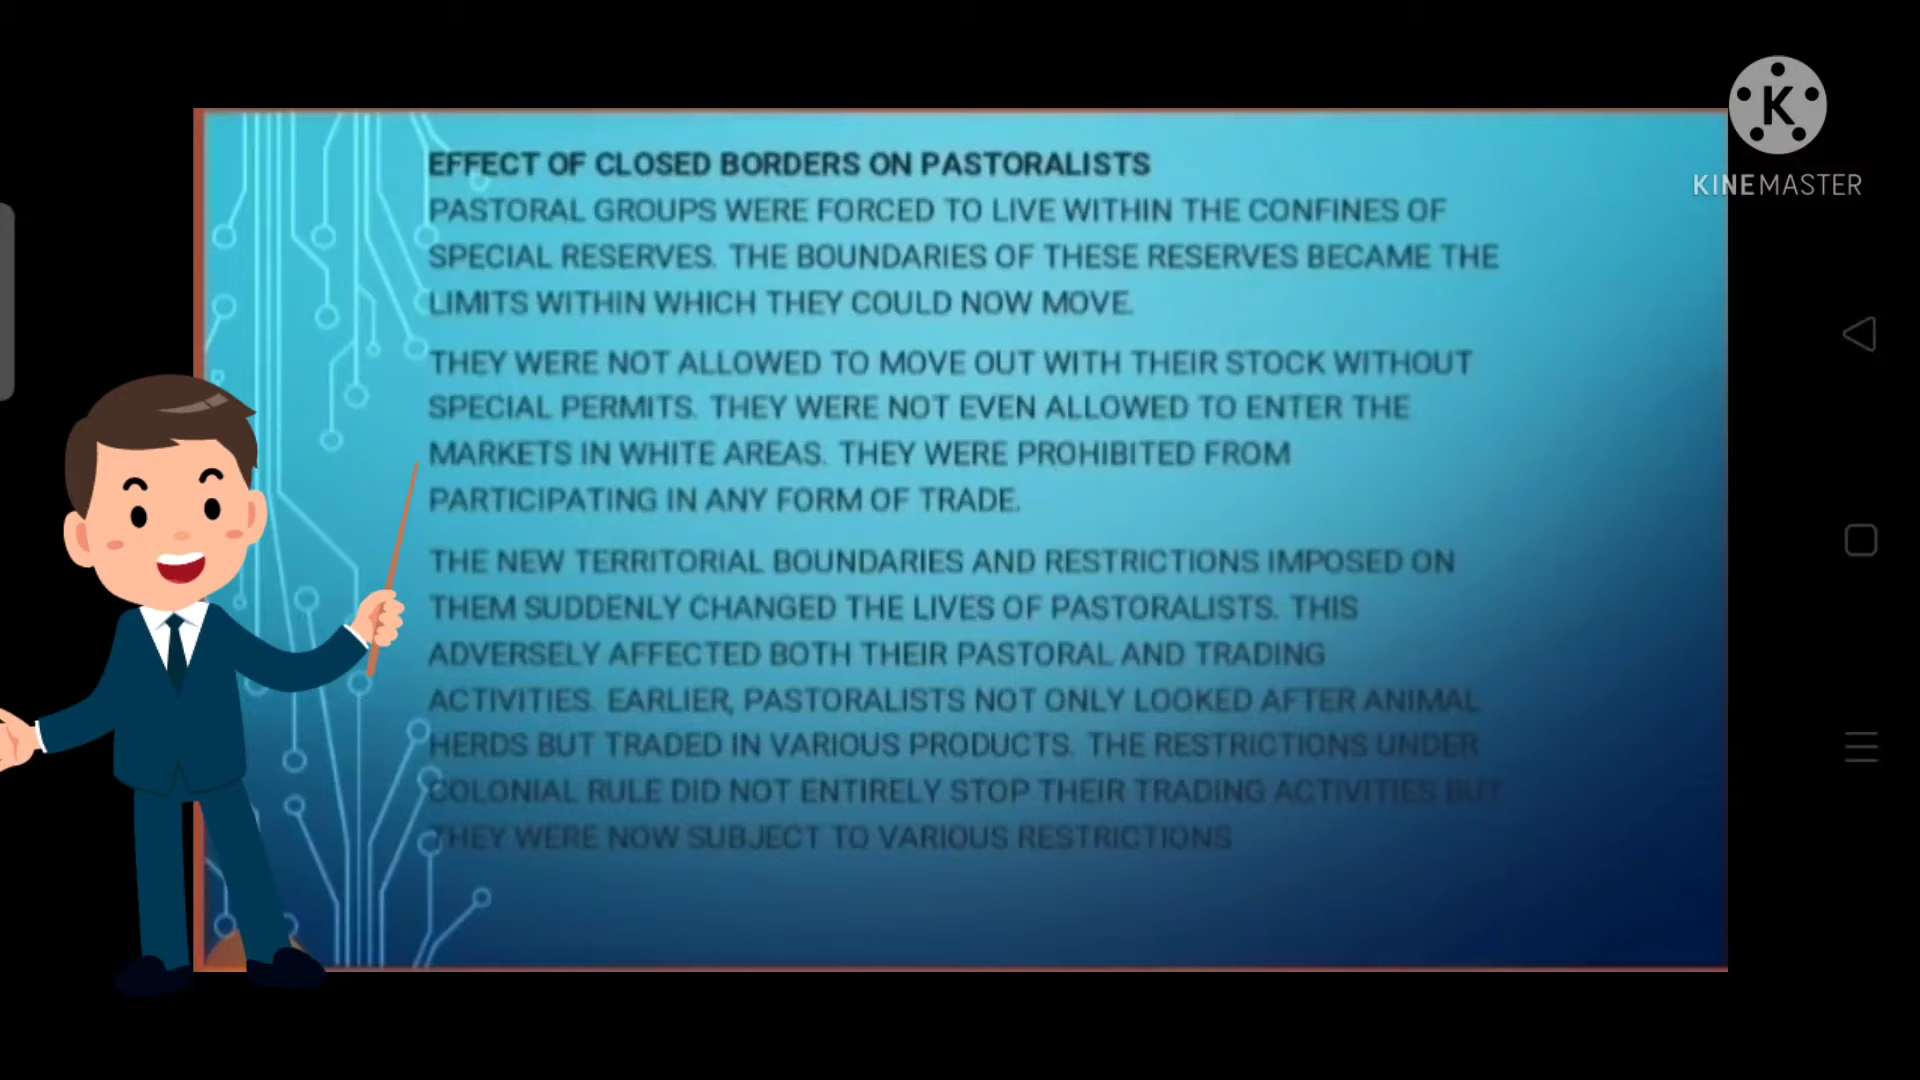 EFFECT OF CLOSED BORDERS ON PASTORALISTS
PASTORAL GROUPS WERE FORCED TO LIVE WITHIN THE CONFINES OF
SPECIAL RESERVES. THE BOUNDARIES OF THESE RESERVES BECAME THE
LIMITS WITHIN WHICH THEY COULD NOW MOVE.
THEY WERE NOT ALLOWED TO MOVE OUT WITH THEIR STOCK WITHOUT
SPECIAL PERMITS. THEY WERE NOT EVEN ALLOWED TO ENTER THE
MARKETS IN WHITE AREAS. THEY WERE PROHIBITED FROM
PARTICIPATING IN ANY FORM OF TRADE.
THE NEW TERRITORIAL BOUNDARIES AND RESTRICTIONS IMPOSED ON
THEM SUDDENLY CHANGED THE LIVES OF PASTORALISTS. THIS
ADVERSELY AFFECTED BOTH THEIR PASTORAL AND TRADING
ACTIVITIES. EARLIER, PASTORALISTS NOT ONLY LOOKED AFTER ANIMAL
HERDS BUT TRADED IN VARIOUS PRODUCTS. THE RESTRICTIONS UNDER
COLONIAL RULE DID NOT ENTIRELY STOP THEIR TRADING ACTIVITIES BUT
THEY WERE NOW SUBJECT TO VARIOUS RESTRICTIONS
K
KINEMASTER